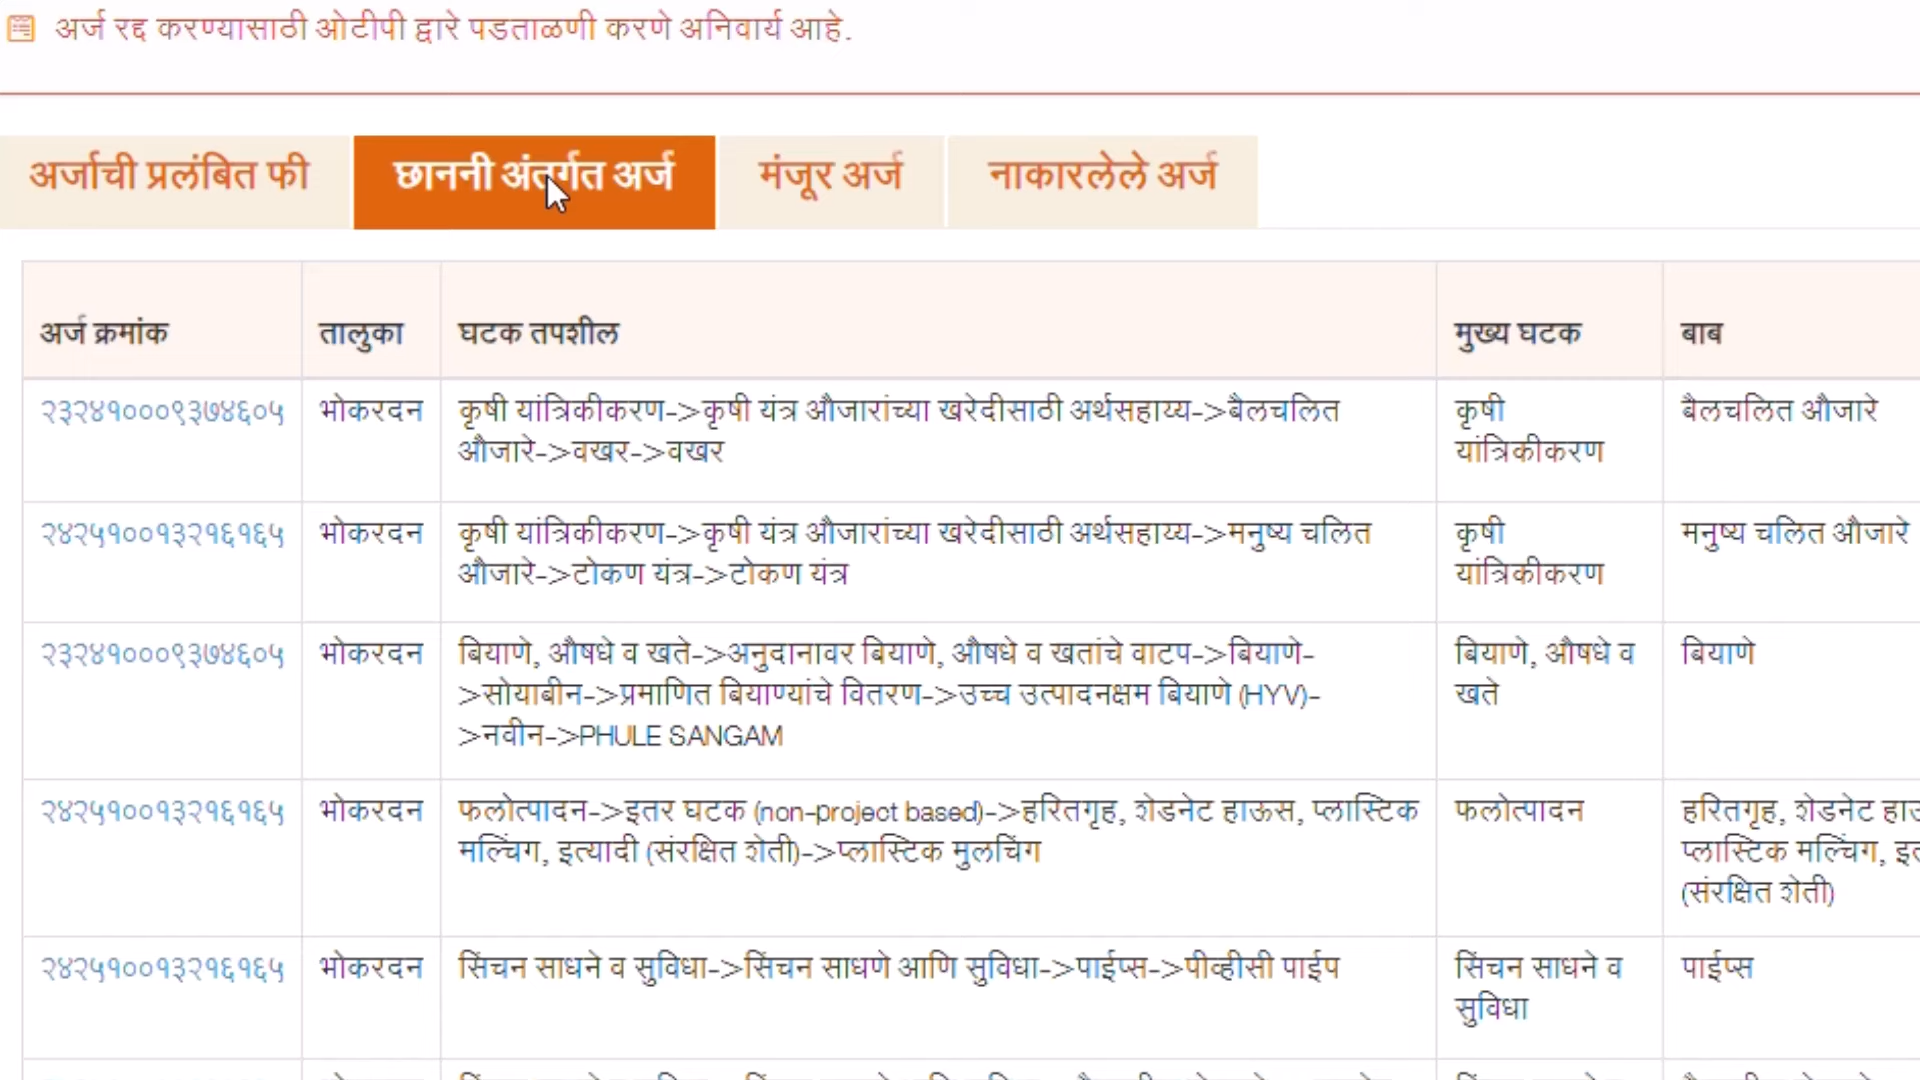 अर्ज रद्द करण्यासाठी ओटीपी द्वारे पडताळणी करणे अनिवार्य आहे.
अर्जाची प्रलंबित फी छाननी अंतर्गत अर्ज मंजूर अर्ज नाकारलेले अर्ज
अर्ज क्रमांक तालुका घटक तपशील मुख्य घटक बाब
२३२४१०००९३७४६०५ भोकरदन कृषी यांत्रिकीकरण->कृषी यंत्र औजारांच्या खरेदीसाठी अर्थसहाय्य->बैलचलित कृषी बैलचलित औजारे
औजारे->वखर->वखर यांत्रिकीकरण
२४२५१००१३२१६१६५ भोकरदन कृषी यांत्रिकीकरण->कृषी यंत्र औजारांच्या खरेदीसाठी अर्थसहाय्य->मनुष्य चलित कृषी मनुष्य चलित औजारे
औजारे->टोकण यंत्र->टोकण यंत्र यांत्रिकीकरण
२३२४१०००९३७४६०५ भोकरदन बियाणे, औषधे व खते->अनुदानावर बियाणे, औषधे व खतांचे वाटप->बियाणे- बियाणे, औषधे व बियाणे
>सोयाबीन->प्रमाणित बियाण्यांचे वितरण->उच्च उत्पादनक्षम बियाणे (HYV)- खते
>नवीन->PHULE SANGAM
२४२५१००१३२१६१६५ भोकरदन फलोत्पादन->इतर घटक (non-project based)->हरितगृह, शेडनेट हाऊस, प्लास्टिक फलोत्पादन हरितगृह, शेडनेट
मल्चिंग, इत्यादी (संरक्षित शेती)->प्लास्टिक मुलचिंग प्लास्टिक मल्चिंग,
(संरक्षित शेती)
२४२५१००१३२१६१६५ भोकरदन सिंचन साधने व सुविधा->सिंचन साधणे आणि सुविधा->पाईप्स->पीव्हीसी पाईप सिंचन साधने व पाईप्स
सुविधा